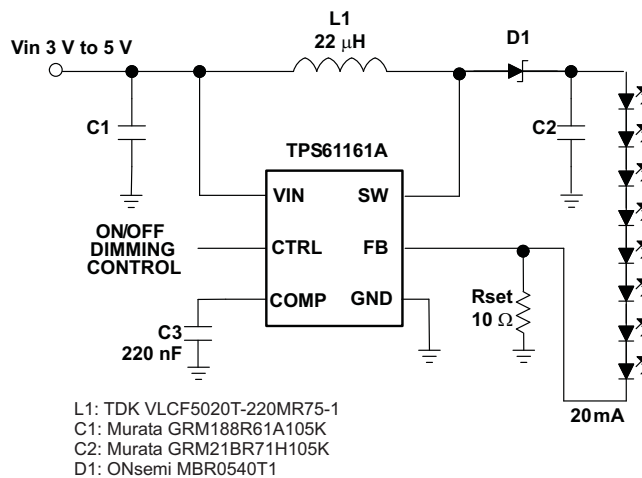 L1
22 μH
D1
Vin 3 V to 5 V
C1
C2
TPS61161A
VIN
SW
ON/OFF
DIMMING
CONTROL
CTRL
FB
COMP
GND
Rset
10 Ω
C3
220 nF
20mA
L1: TDK VLCF5020T-220MR75-1
C1: Murata GRM188R61A105K
C2: Murata GRM21BR71H105K
D1: ONsemi MBR0540T1